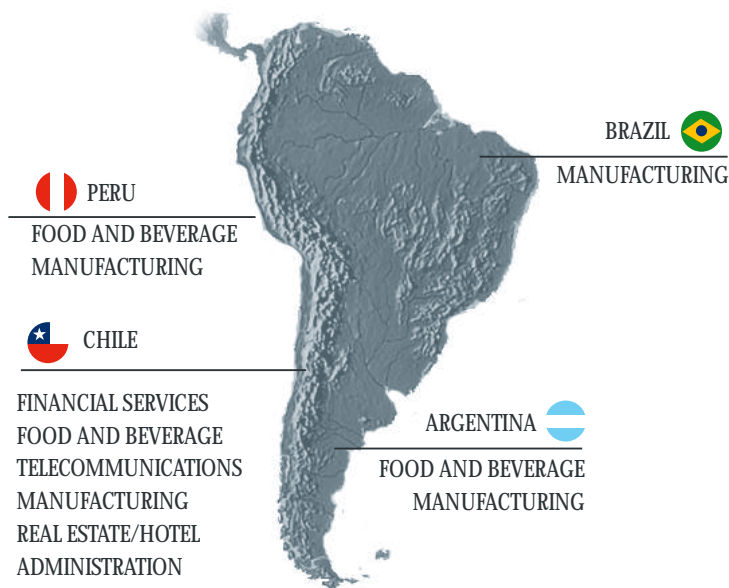 BRAZIL
MANUFACTURING
PERU
FOOD AND BEVERAGE
MANUFACTURING
CHILE
FINANCIAL SERVICES
FOOD AND BEVERAGE
TELECOMMUNICATIONS
MANUFACTURING
REAL ESTATE/HOTEL
ADMINISTRATION
ARGENTINA
FOOD AND BEVERAGE
MANUFACTURING